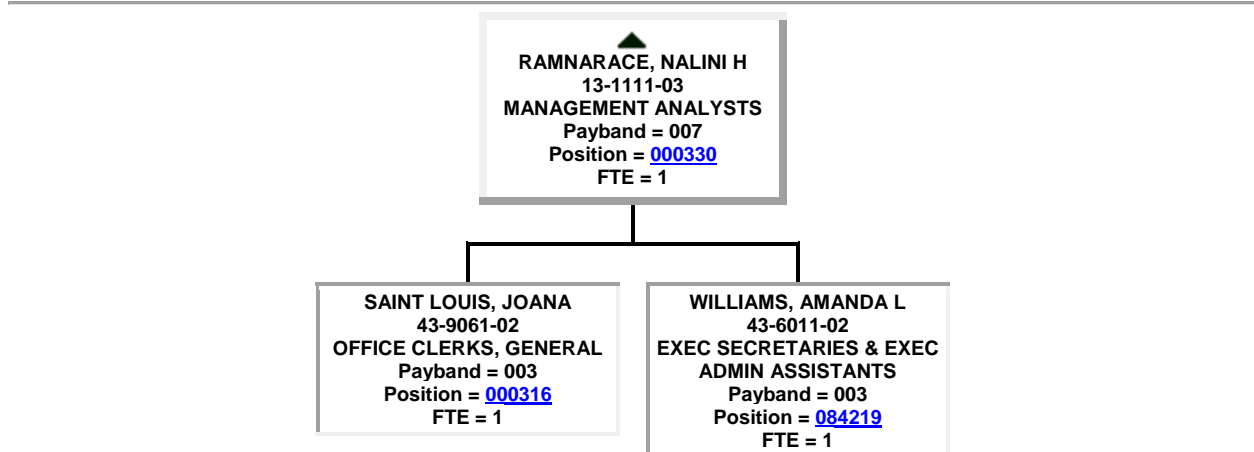 RAMNARACE, NALINI H
13-1111-03
MANAGEMENT ANALYSTS
Payband = 007
Position = 000330
FTE = 1
SAINT LOUIS, JOANA
43-9061-02
OFFICE CLERKS, GENERAL
Payband = 003
Position = 000316
FTE = 1
WILLIAMS, AMANDA L
43-6011-02
EXEC SECRETARIES & EXEC
ADMIN ASSISTANTS
Payband = 003
Position = 084219
FTE = 1